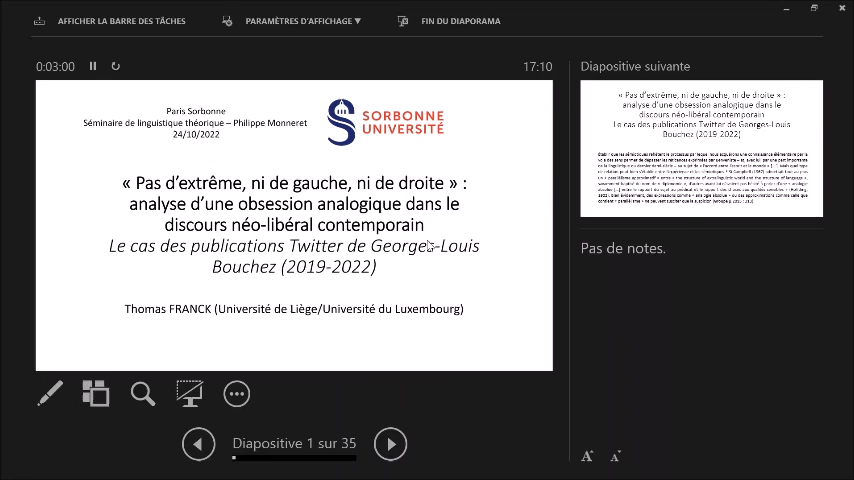 AFFICHER LA BARRE DES TÂCHES
PARAMÈTRES D'AFFICHAGE ▼
FIN DU DIAPORAMA
0:03:00
17:10
Paris Sorbonne
Séminaire de linguistique théorique – Philippe Monneret
24/10/2022
SORBONNE
UNIVERSITÉ
« Pas d’extrême, ni de gauche, ni de droite » :
analyse d’une obsession analogique dans le
discours néo-libéral contemporain
Le cas des publications Twitter de Georges-Louis
Bouchez (2019-2022)
Thomas FRANCK (Université de Liège/Université du Luxembourg)
Diapositive 1 sur 35
Diapositive suivante
« Pas d’extrême, ni de gauche, ni de droite » :
analyse d’une obsession analogique dans le
discours néo-libéral contemporain
Le cas des publications Twitter de Georges-Louis
Bouchez (2019-2022)
Pas de notes.
A
A